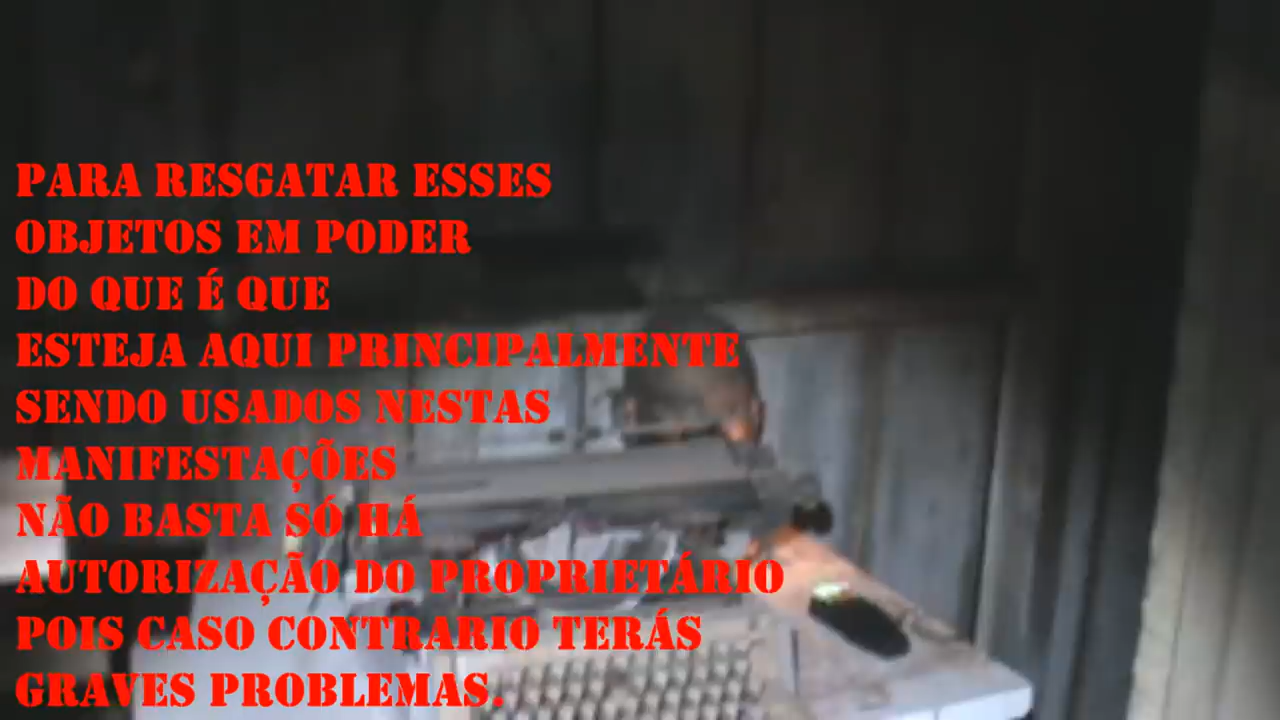 PARA RESGATAR ESSES
OBJETOS EM PODER
DO QUE É QUE
ESTEJA AQUI PRINCIPALMENTE
SENDO USADOS NESTAS
MANIFESTAÇÕES
NÃO BASTA SÓ HÁ
AUTORIZAÇÃO DO PROPRIETÁRIO
POIS CASO CONTRARIO TERÁS
GRAVES PROBLEMAS.